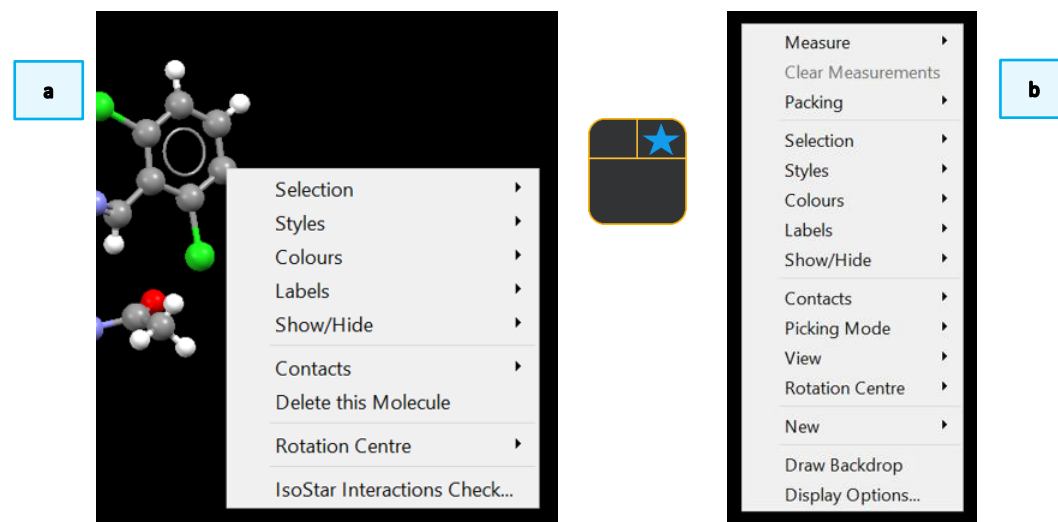 a
Selection
Styles
Colours
Labels
Show/Hide
Contacts
Delete this Molecule
Rotation Centre
IsoStar Interactions Check...
Measure
Clear Measurements
Packing
Selection
Styles
Colours
Labels
Show/Hide
Contacts
Picking Mode
View
Rotation Centre
New
Draw Backdrop
Display Options...
b